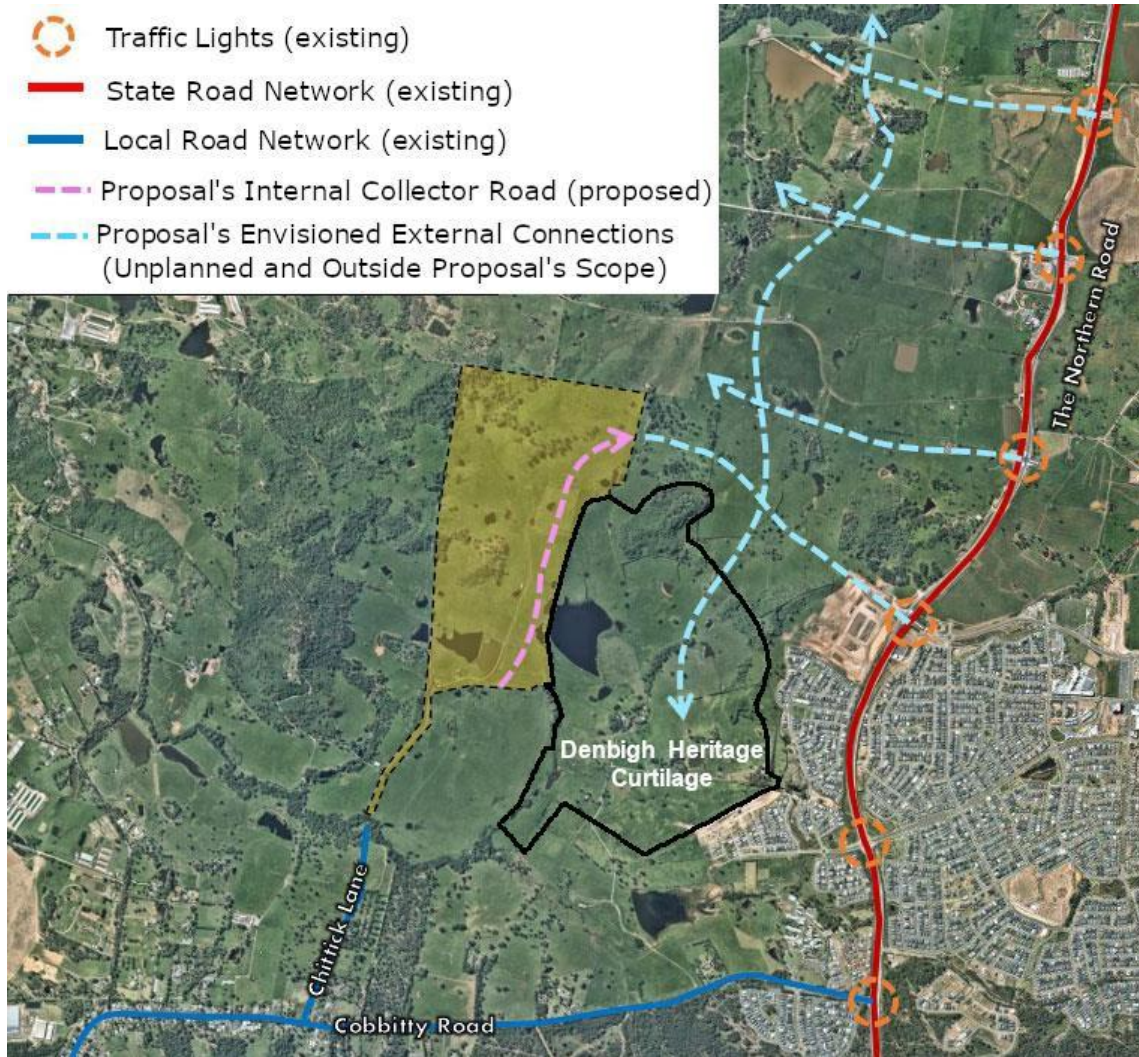 Traffic Lights (existing)
State Road Network (existing)
Local Road Network (existing)
Proposal's Internal Collector Road (proposed)
Proposal's Envisioned External Connections
(Unplanned and Outside Proposal's Scope)
The Northern Road
Denbigh Heritage
Curtilage
Chittick Lane
Cobbitty Road